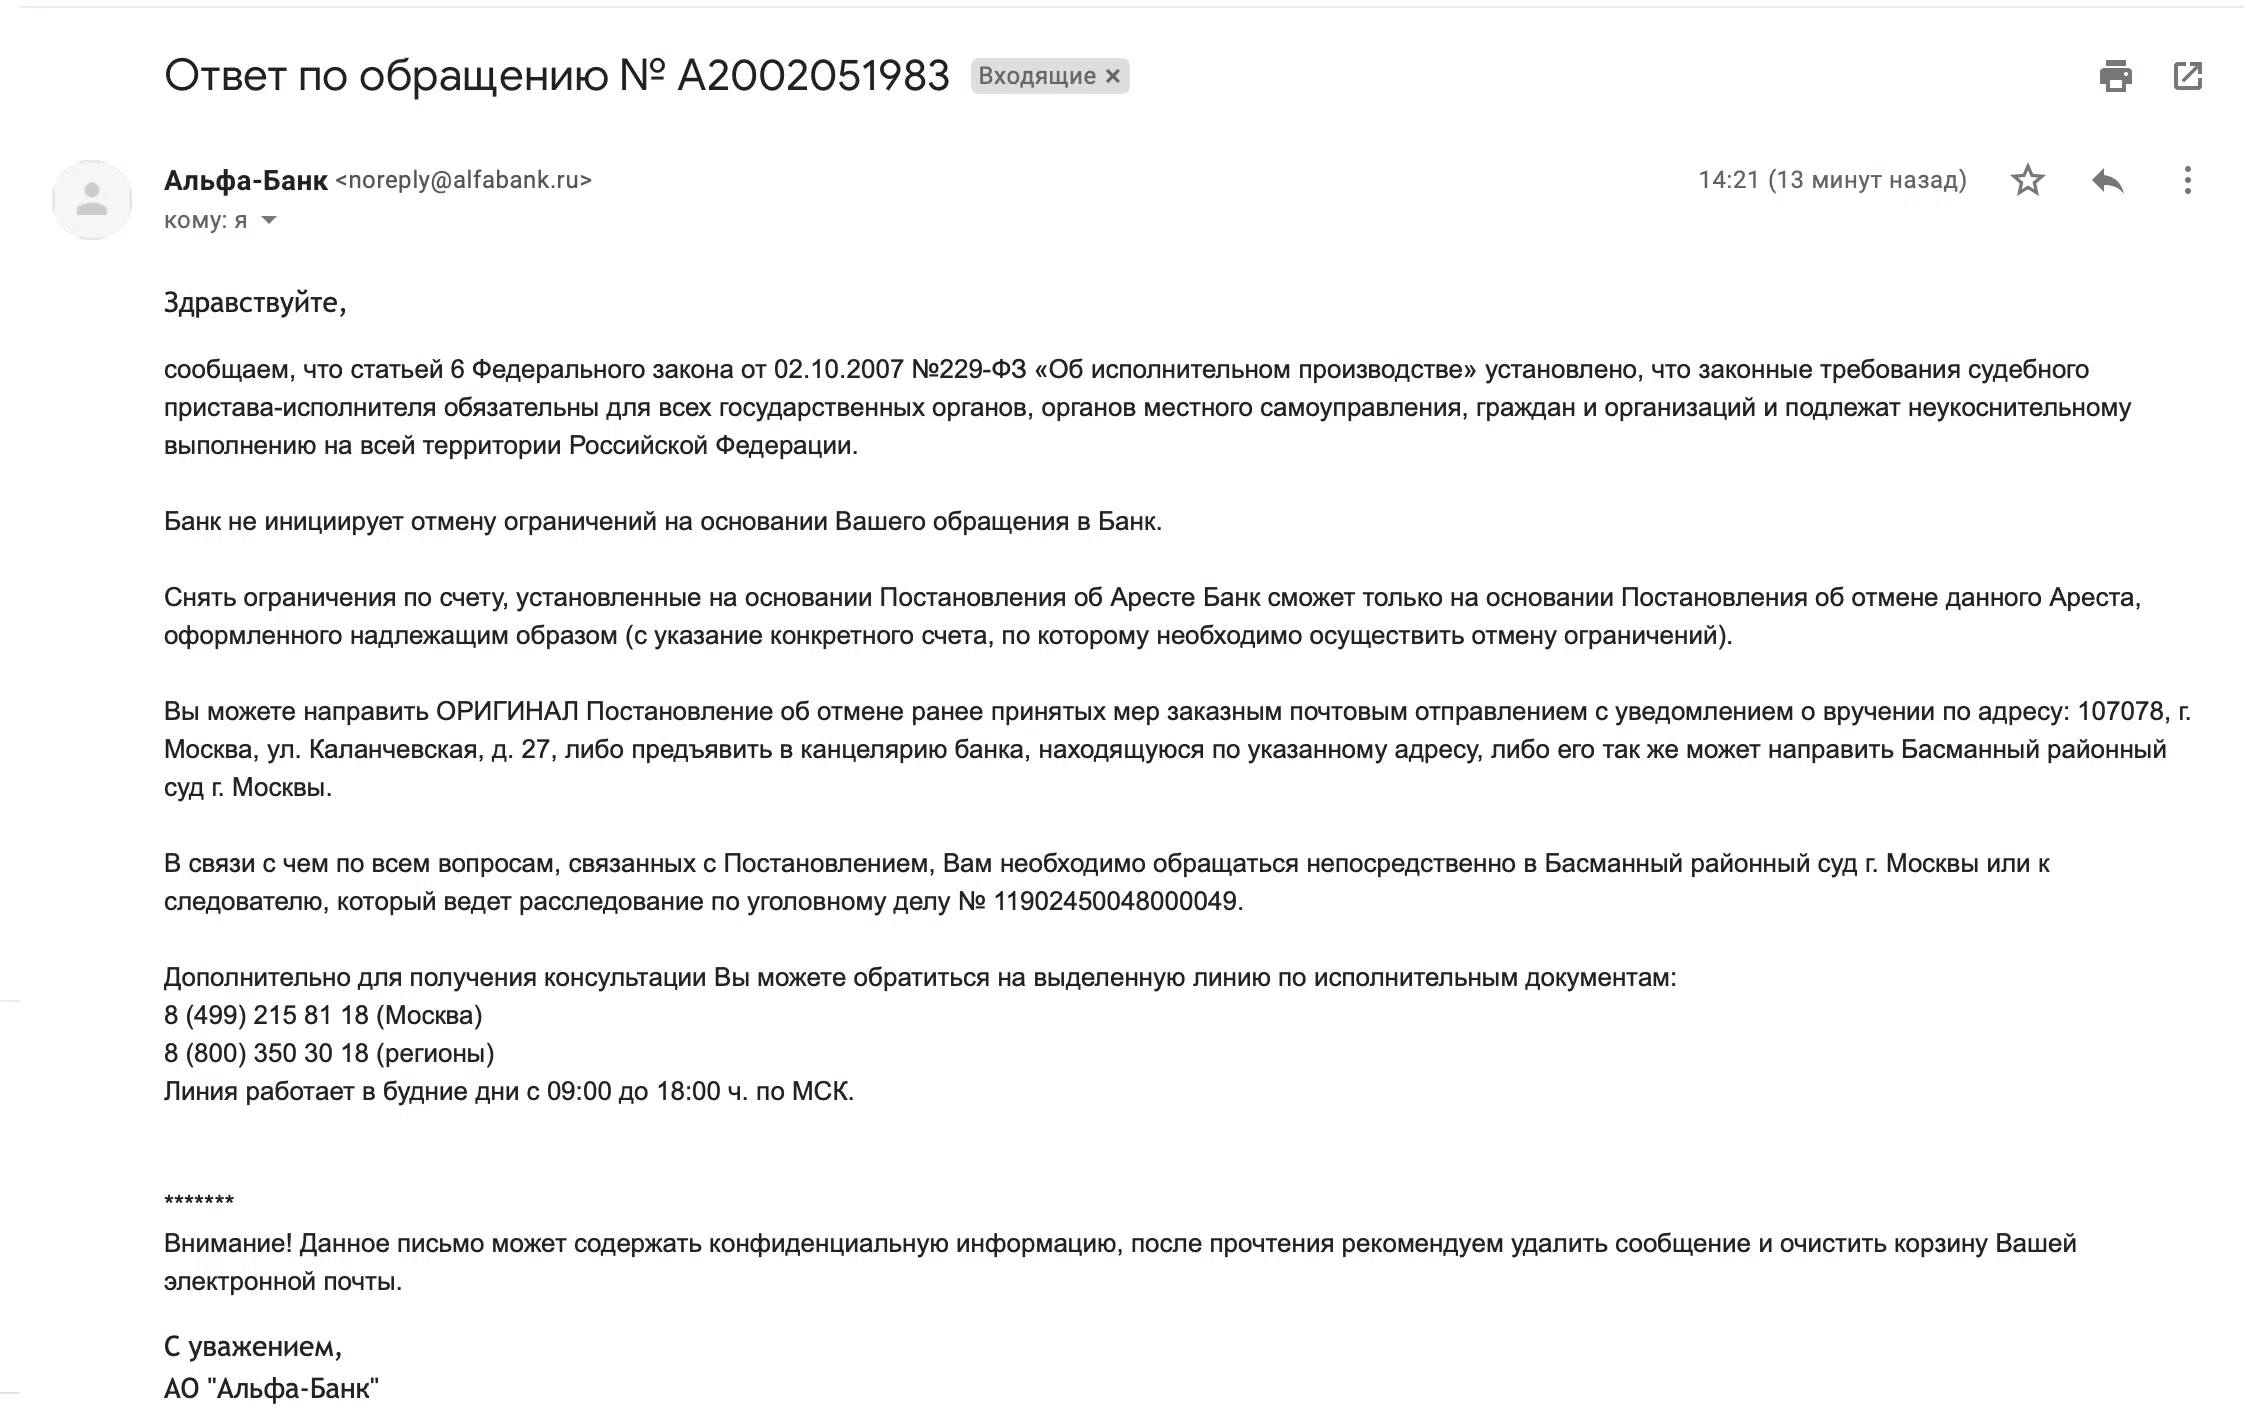 Ответ по обращению № А2002051983 Входящие ×
Альфа-Банк <noreply@alfabank.ru> 14:21 (13 минут назад)
кому: я
Здравствуйте,
сообщаем, что статьей 6 Федерального закона от 02.10.2007 №229-ФЗ «Об исполнительном производстве» установлено, что законные требования судебного
пристава-исполнителя обязательны для всех государственных органов, органов местного самоуправления, граждан и организаций и подлежат неукоснительному
выполнению на всей территории Российской Федерации.
Банк не инициирует отмену ограничений на основании Вашего обращения в Банк.
Снять ограничения по счету, установленные на основании Постановления об Аресте Банк сможет только на основании Постановления об отмене данного Ареста,
оформленного надлежащим образом (с указание конкретного счета, по которому необходимо осуществить отмену ограничений).
Вы можете направить ОРИГИНАЛ Постановление об отмене ранее принятых мер заказным почтовым отправлением с уведомлением о вручении по адресу: 107078, г.
Москва, ул. Каланчевская, д. 27, либо предъявить в канцелярию банка, находящуюся по указанному адресу, либо его так же может направить Басманный районный
суд г. Москвы.
В связи с чем по всем вопросам, связанных с Постановлением, Вам необходимо обращаться непосредственно в Басманный районный суд г. Москвы или к
следователю, который ведет расследование по уголовному делу № 11902450048000049.
Дополнительно для получения консультации Вы можете обратиться на выделенную линию по исполнительным документам:
8 (499) 215 81 18 (Москва)
8 (800) 350 30 18 (регионы)
Линия работает в будние дни с 09:00 до 18:00 ч. по МСК.
*******
Внимание! Данное письмо может содержать конфиденциальную информацию, после прочтения рекомендуем удалить сообщение и очистить корзину Вашей
электронной почты.
С уважением,
АО "Альфа-Банк"